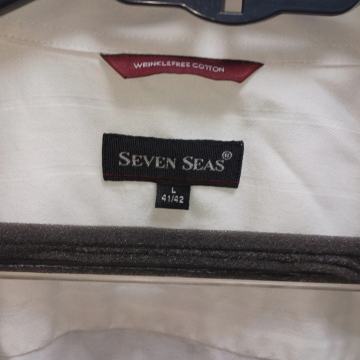 WRINKLEFREE COTTON
SEVEN SEAS®
L
41/42